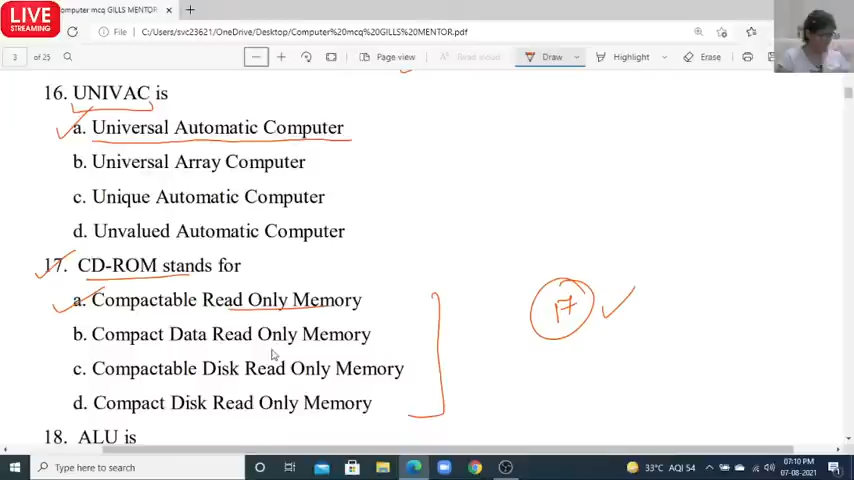 LIVE
STREAMING
Computer mcq GILLS MENTOR.pdf
File
C:/Users/svc23621/OneDrive/Desktop/Computer%20mcq%20GILLS%20MENTOR.pdf
3 of 25
Page view
Read aloud
Draw
Highlight
Erase
16. UNIVAC is
a. Universal Automatic Computer
b. Universal Array Computer
c. Unique Automatic Computer
d. Unvalued Automatic Computer
17. CD-ROM stands for
a. Compactable Read Only Memory
b. Compact Data Read Only Memory
c. Compactable Disk Read Only Memory
d. Compact Disk Read Only Memory
17
18. ALU is
Type here to search
33°C AQI 54
07:10 PM
07-08-2021